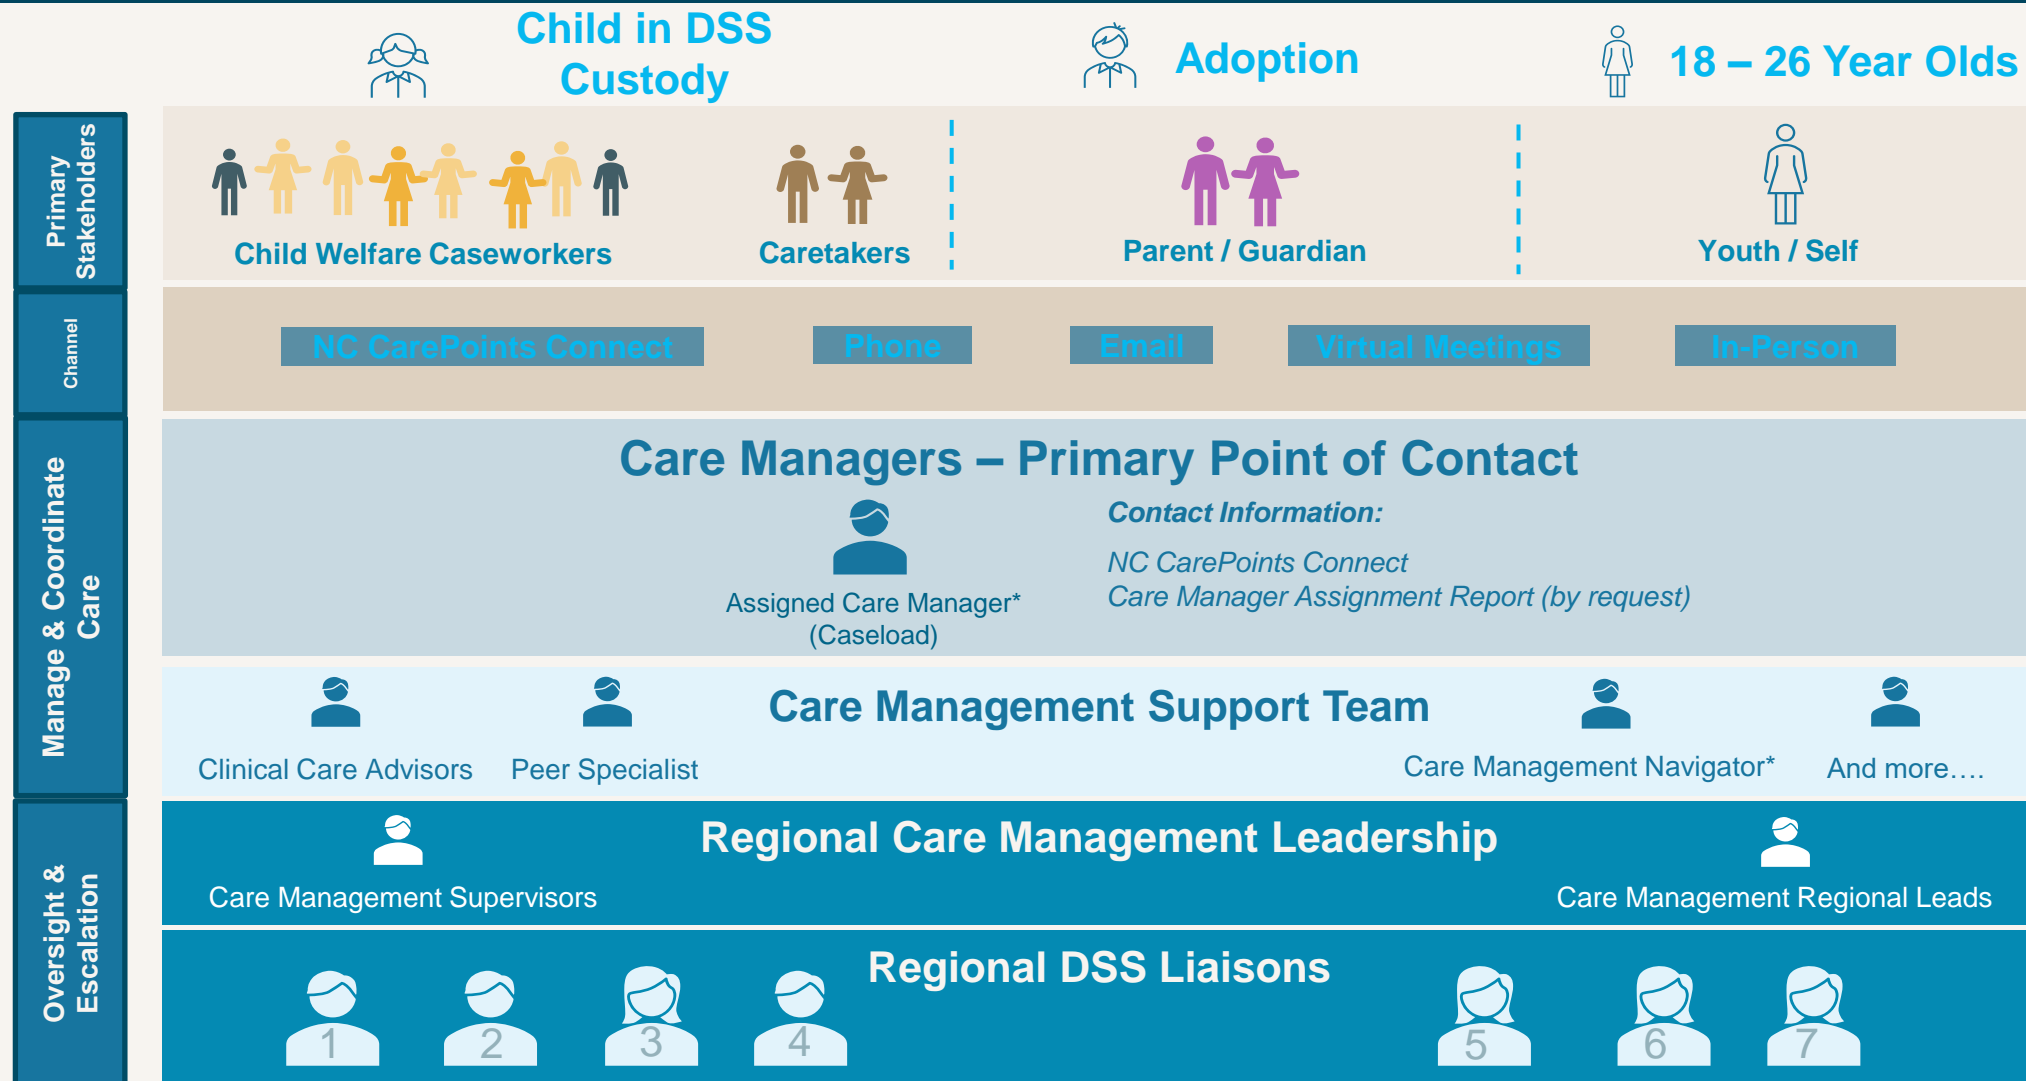 Child in DSS
Custody
Adoption
18 – 26 Year Olds
Primary
Stakeholders
Child Welfare Caseworkers
Caretakers
Parent / Guardian
Youth / Self
Channel
NC CarePoints Connect
Phone
Email
Virtual Meetings
In-Person
Manage & Coordinate
Care
Care Managers – Primary Point of Contact
Assigned Care Manager*
(Caseload)
Contact Information:
NC CarePoints Connect
Care Manager Assignment Report (by request)
Care Management Support Team
Clinical Care Advisors
Peer Specialist
Care Management Navigator*
And more….
Oversight &
Escalation
Regional Care Management Leadership
Care Management Supervisors
Care Management Regional Leads
Regional DSS Liaisons
1
2
3
4
5
6
7